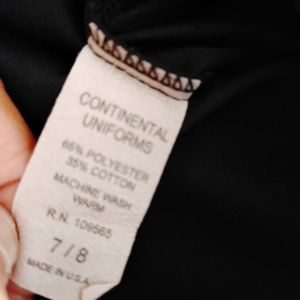 CONTINENTAL
UNIFORMS
65% POLYESTER
35% COTTON
MACHINE WASH
WARM
R.N. 109565
7/8
MADE IN U.S.A.